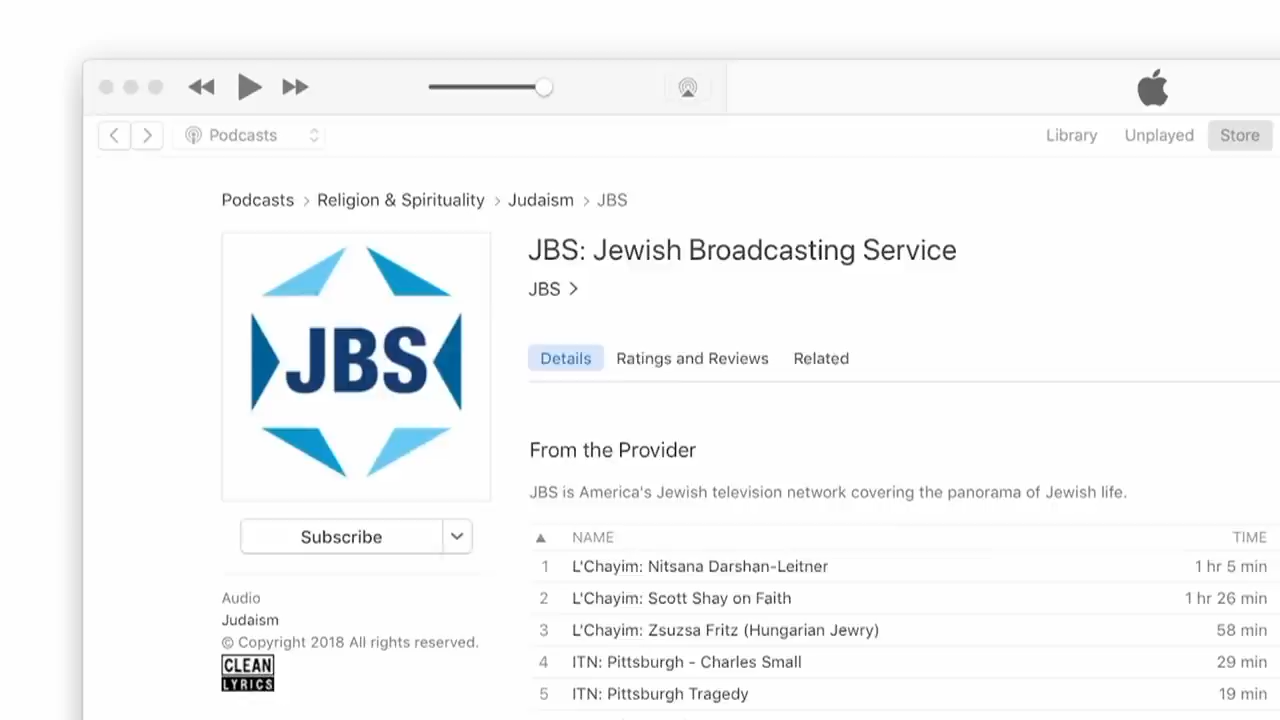 Podcasts
Library Unplayed Store
Podcasts > Religion & Spirituality > Judaism > JBS
JBS
JBS: Jewish Broadcasting Service
JBS >
Details Ratings and Reviews Related
From the Provider
JBS is America's Jewish television network covering the panorama of Jewish life.
Subscribe
Audio
Judaism
© Copyright 2018 All rights reserved.
CLEAN
LYRICS
▲ NAME TIME
1 L'Chayim: Nitsana Darshan-Leitner 1 hr 5 min
2 L'Chayim: Scott Shay on Faith 1 hr 26 min
3 L'Chayim: Zsuzsa Fritz (Hungarian Jewry) 58 min
4 ITN: Pittsburgh - Charles Small 29 min
5 ITN: Pittsburgh Tragedy 19 min